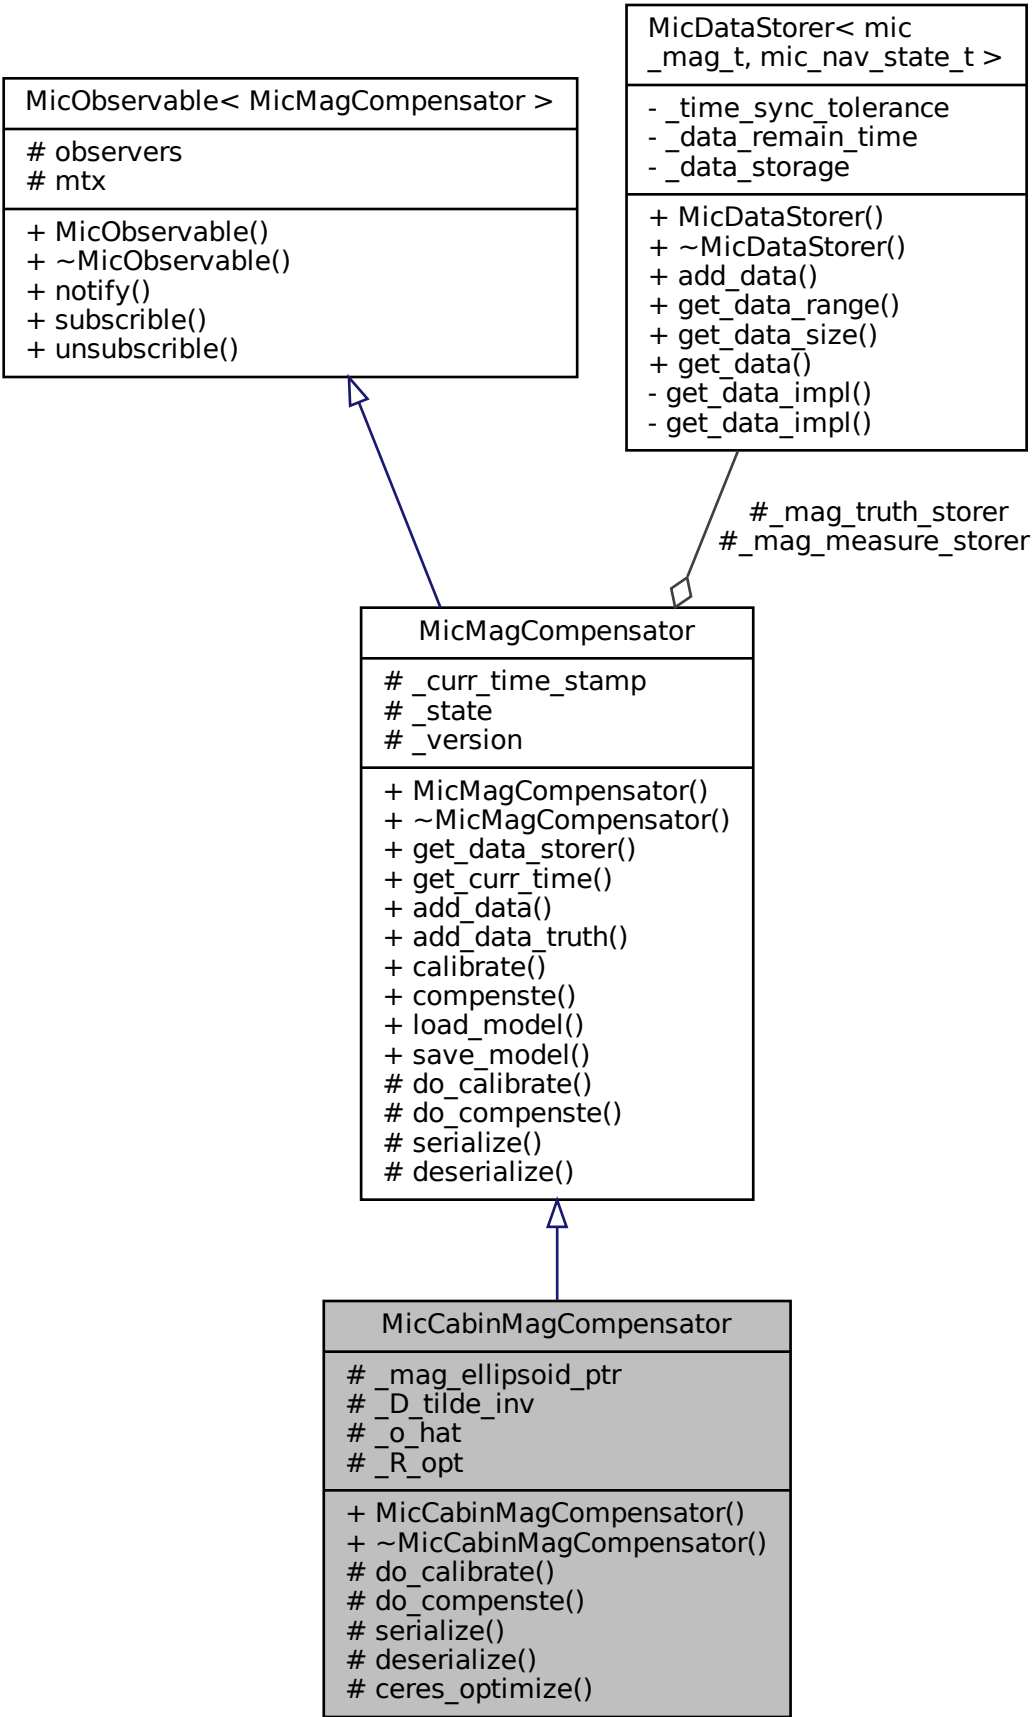 MicDataStorer< mic
_mag_t, mic_nav_state_t >
- _time_sync_tolerance
- _data_remain_time
- _data_storage
+ MicDataStorer()
+ ~MicDataStorer()
+ add_data()
+ get_data_range()
+ get_data_size()
+ get_data()
- get_data_impl()
- get_data_impl()
MicObservable< MicMagCompensator >
# observers
# mtx
+ MicObservable()
+ ~MicObservable()
+ notify()
+ subscrible()
+ unsubscrible()
#_mag_truth_storer
#_mag_measure_storer
MicMagCompensator
# _curr_time_stamp
# _state
# _version
+ MicMagCompensator()
+ ~MicMagCompensator()
+ get_data_storer()
+ get_curr_time()
+ add_data()
+ add_data_truth()
+ calibrate()
+ compenste()
+ load_model()
+ save_model()
# do_calibrate()
# do_compenste()
# serialize()
# deserialize()
MicCabinMagCompensator
# _mag_ellipsoid_ptr
# _D_tilde_inv
# _o_hat
# _R_opt
+ MicCabinMagCompensator()
+ ~MicCabinMagCompensator()
# do_calibrate()
# do_compenste()
# serialize()
# deserialize()
# ceres_optimize()